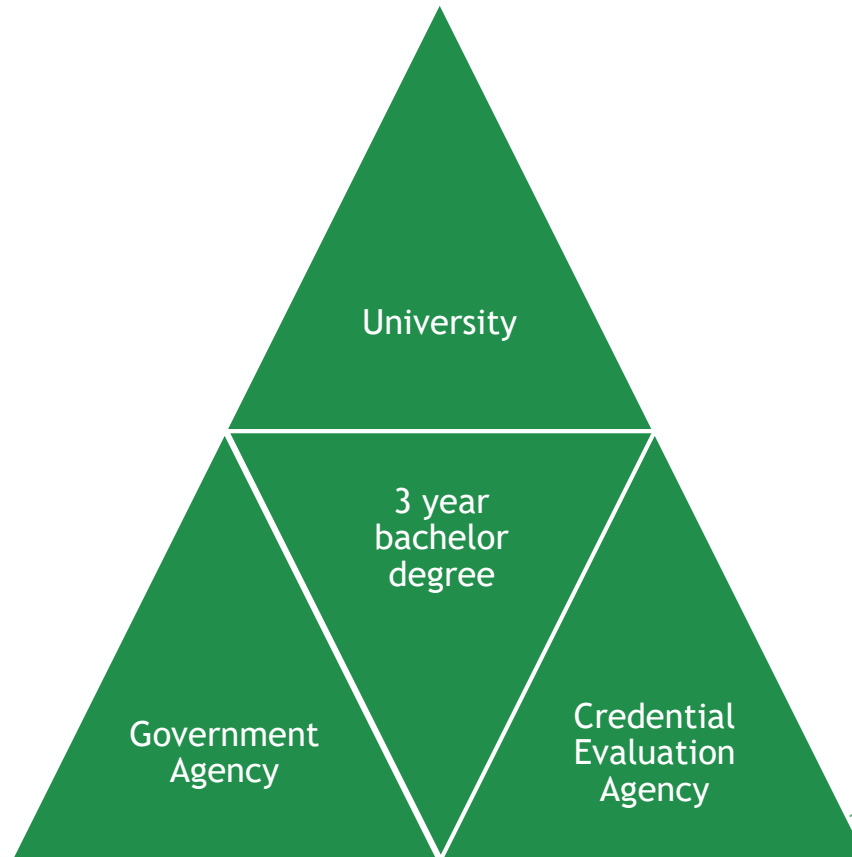 University
3 year
bachelor
degree
Government
Agency
Credential
Evaluation
Agency